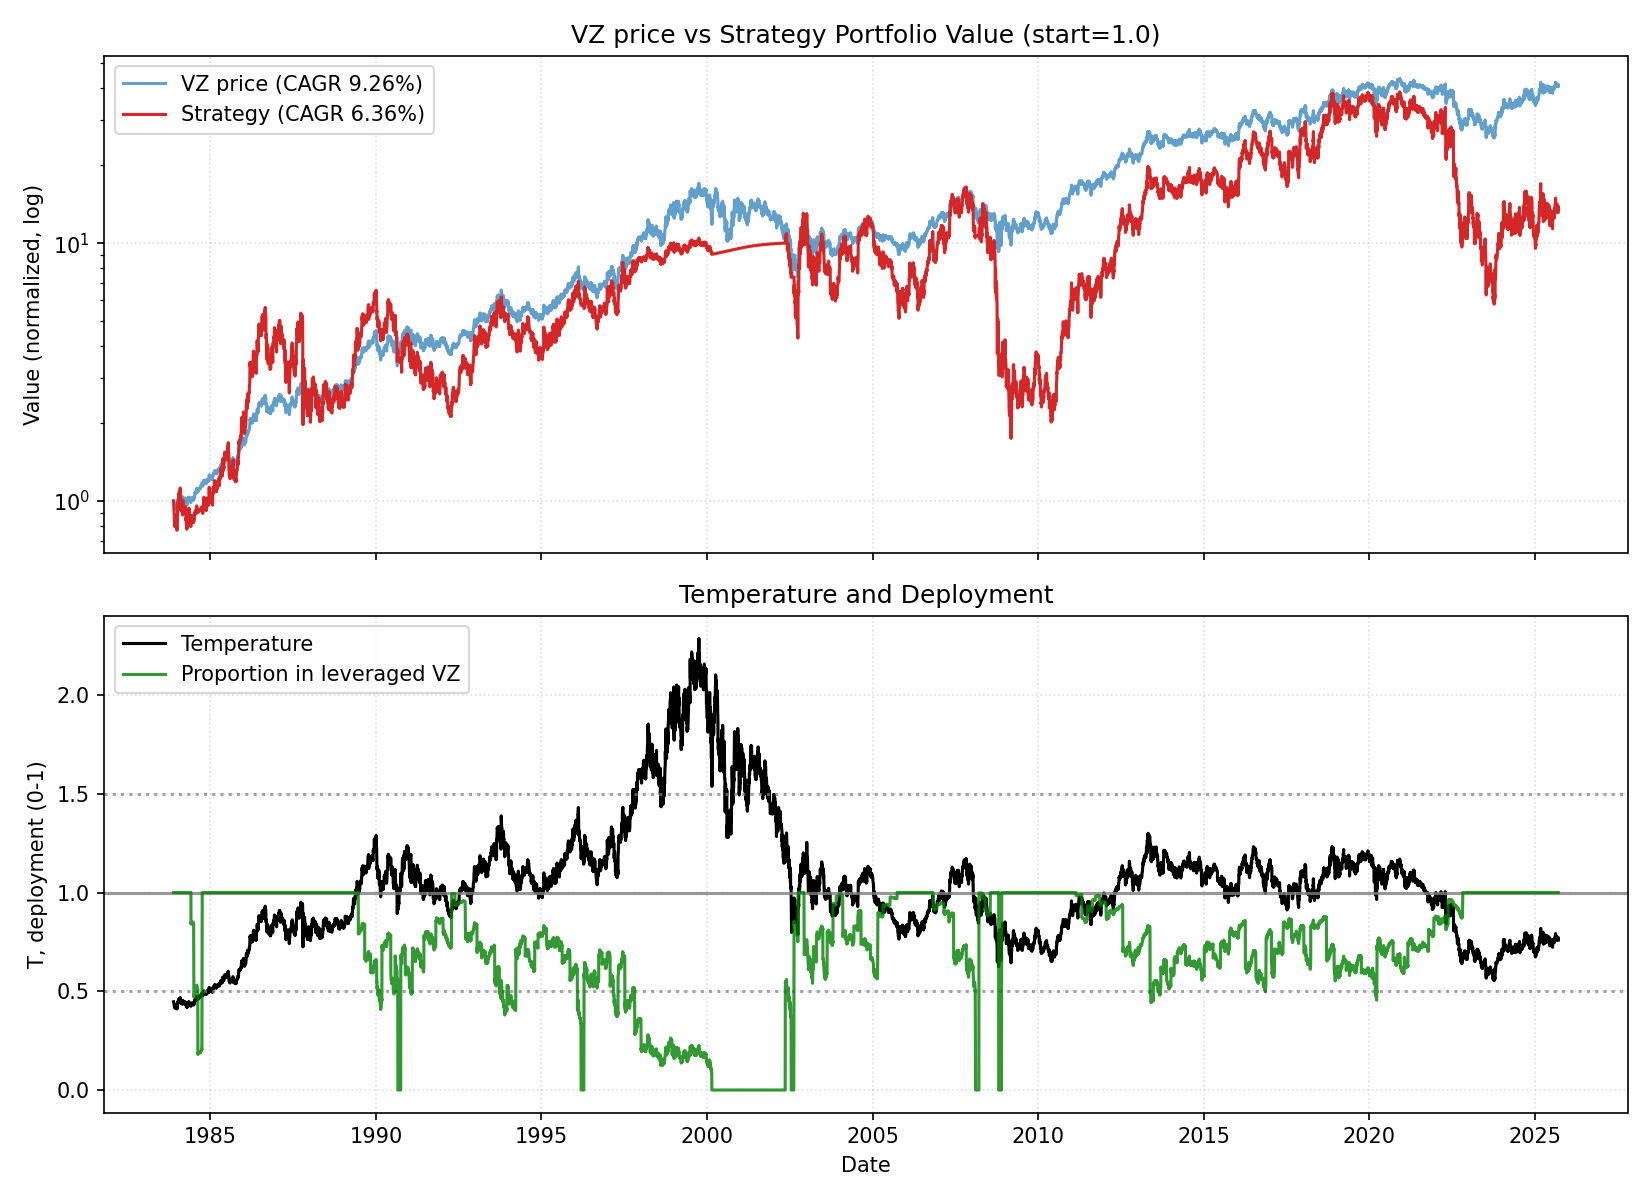 VZ price vs Strategy Portfolio Value (start=1.0)
VZ price (CAGR 9.26%)
Strategy (CAGR 6.36%)
Value (normalized, log)
10¹
10⁰
Temperature and Deployment
Temperature
Proportion in leveraged VZ
T, deployment (0-1)
2.0
1.5
1.0
0.5
0.0
1985 1990 1995 2000 2005 2010 2015 2020 2025
Date